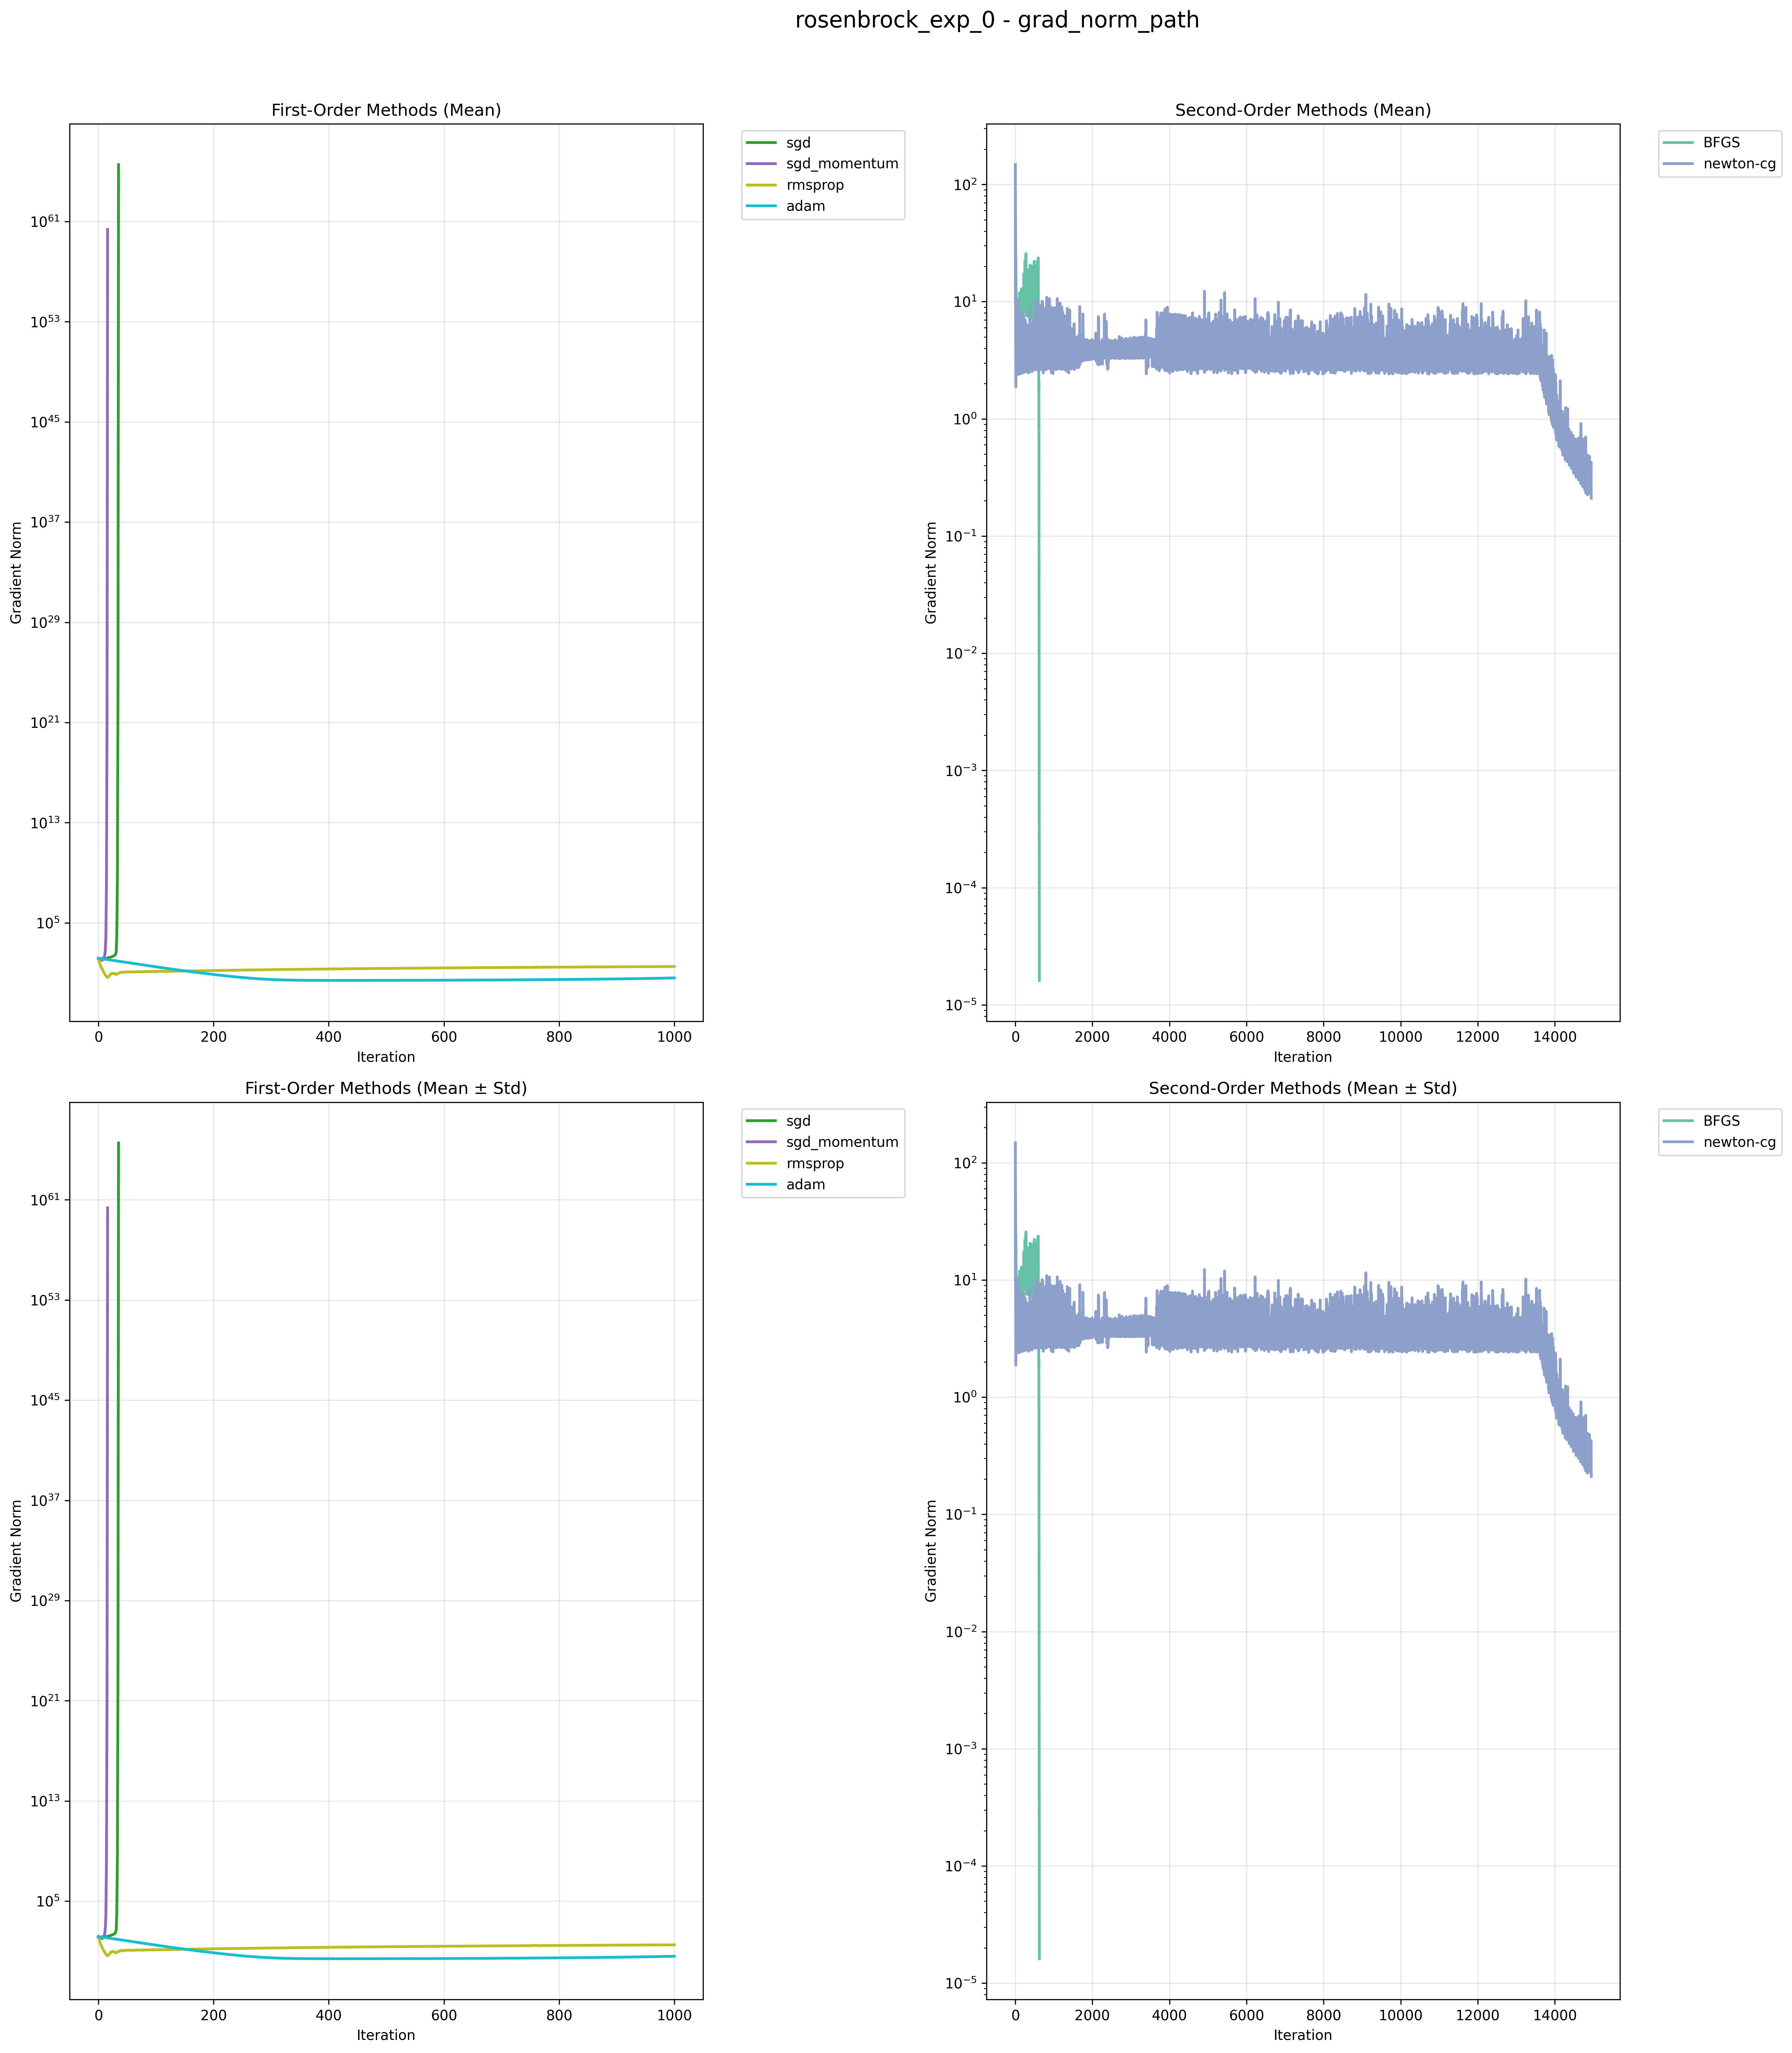 rosenbrock_exp_0 - grad_norm_path
First-Order Methods (Mean)
Gradient Norm
10^61
10^53
10^45
10^37
10^29
10^21
10^13
10^5
0 200 400 600 800 1000
Iteration
sgd
sgd_momentum
rmsprop
adam
Second-Order Methods (Mean)
Gradient Norm
10^2
10^1
10^0
10^-1
10^-2
10^-3
10^-4
10^-5
0 2000 4000 6000 8000 10000 12000 14000
Iteration
BFGS
newton-cg
First-Order Methods (Mean ± Std)
Gradient Norm
10^61
10^53
10^45
10^37
10^29
10^21
10^13
10^5
0 200 400 600 800 1000
Iteration
sgd
sgd_momentum
rmsprop
adam
Second-Order Methods (Mean ± Std)
Gradient Norm
10^2
10^1
10^0
10^-1
10^-2
10^-3
10^-4
10^-5
0 2000 4000 6000 8000 10000 12000 14000
Iteration
BFGS
newton-cg